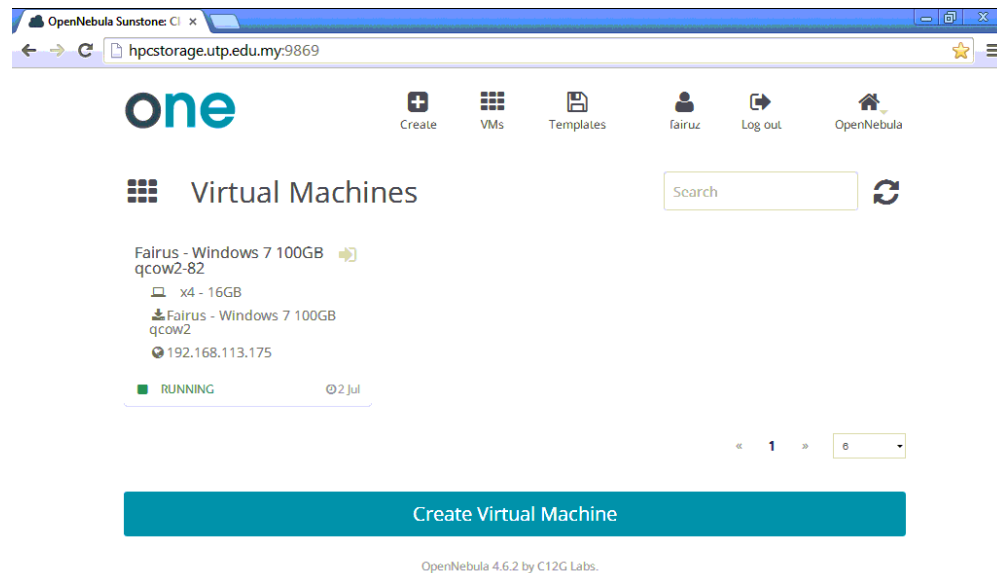 OpenNebula Sunstone: Cl
hpcstorage.utp.edu.my:9869
one
Create
VMs
Templates
fairuz
Log out
OpenNebula
Virtual Machines
Search
Fairus - Windows 7 100GB
qcow2-82
x4 - 16GB
Fairus - Windows 7 100GB
qcow2
192.168.113.175
RUNNING
2 Jul
« 1 »
6
Create Virtual Machine
OpenNebula 4.6.2 by C12G Labs.